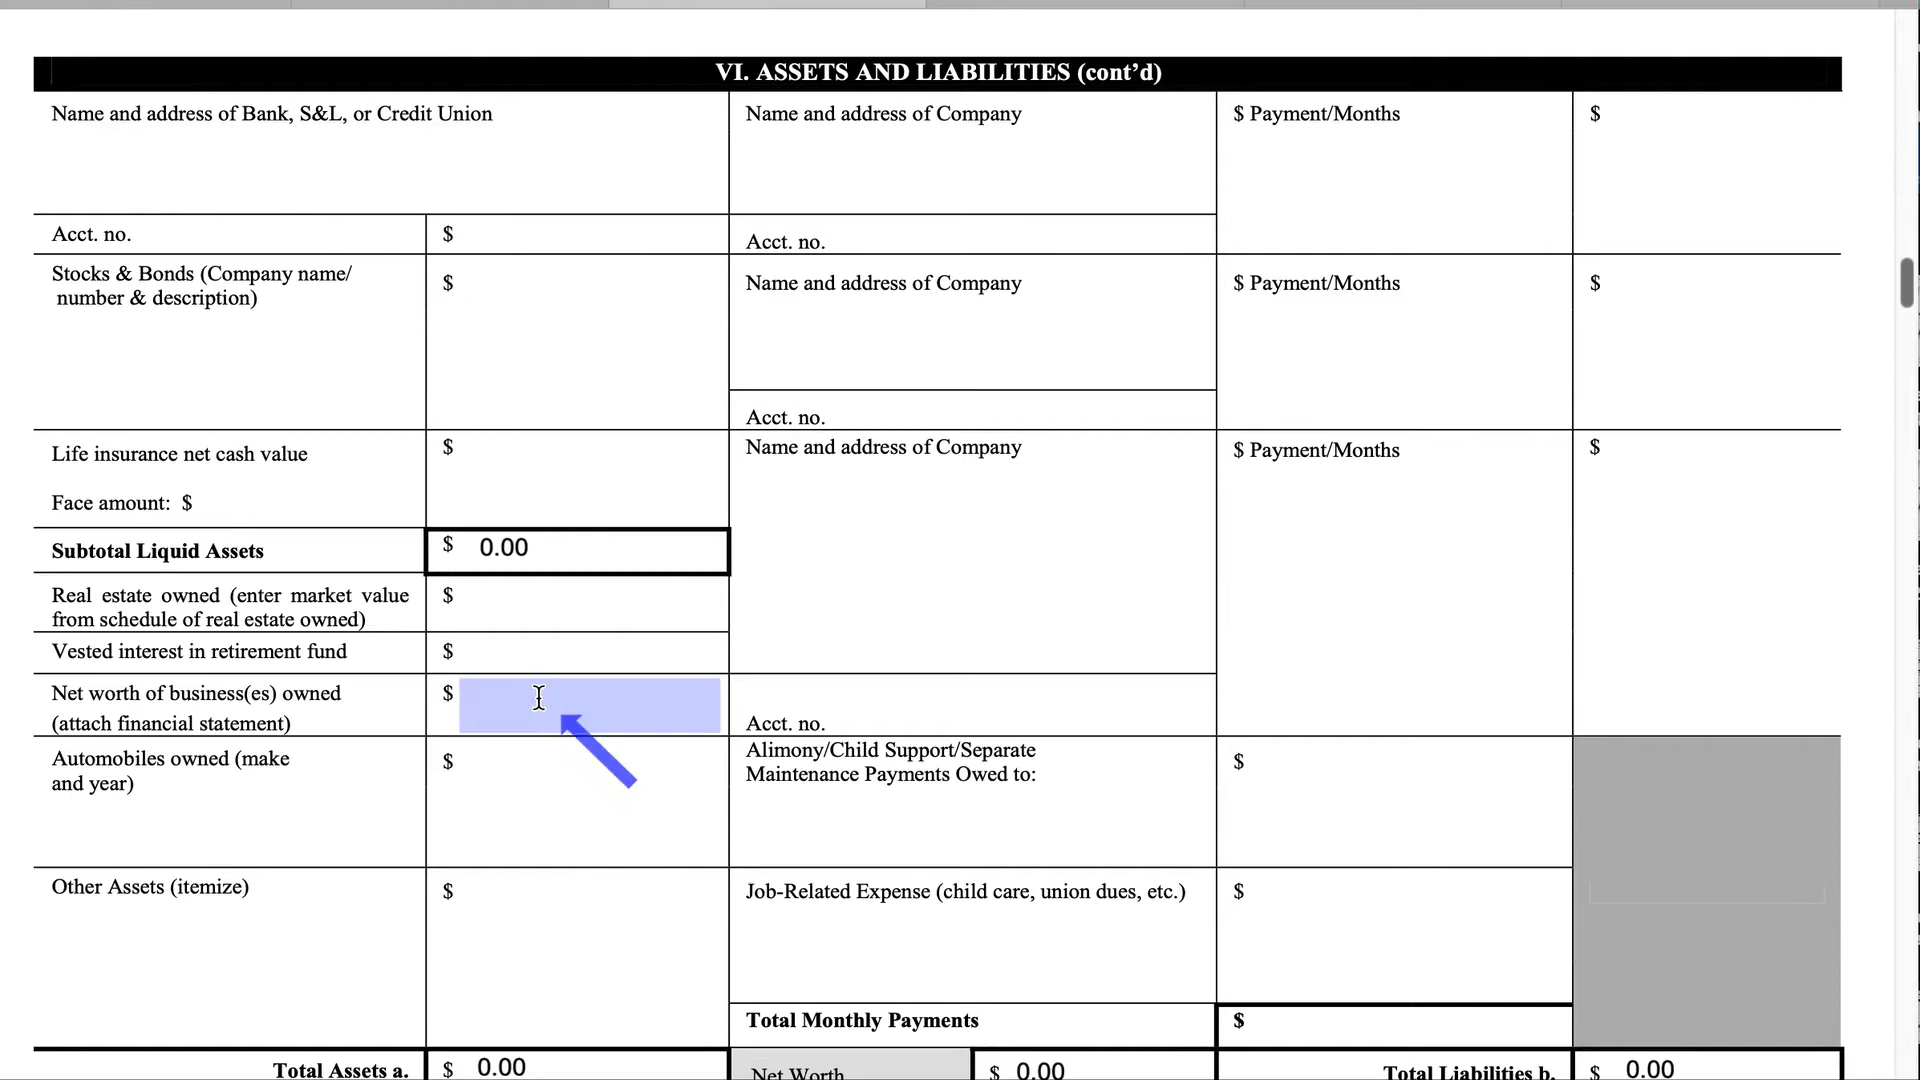 VI. ASSETS AND LIABILITIES (cont’d)
Name and address of Bank, S&L, or Credit Union
Name and address of Company
$ Payment/Months
$
Acct. no.
$
Acct. no.
Stocks & Bonds (Company name/
number & description)
$
Name and address of Company
$ Payment/Months
$
Acct. no.
Life insurance net cash value
Face amount: $
$
Name and address of Company
$ Payment/Months
$
Subtotal Liquid Assets
$ 0.00
Real estate owned (enter market value
from schedule of real estate owned)
$
Vested interest in retirement fund
$
Net worth of business(es) owned
(attach financial statement)
$
Acct. no.
Automobiles owned (make
and year)
$
Alimony/Child Support/Separate
Maintenance Payments Owed to:
$
Other Assets (itemize)
$
Job-Related Expense (child care, union dues, etc.)
$
Total Monthly Payments
$
Total Assets a.
$ 0.00
Net Worth
$ 0.00
Total Liabilities b.
$ 0.00